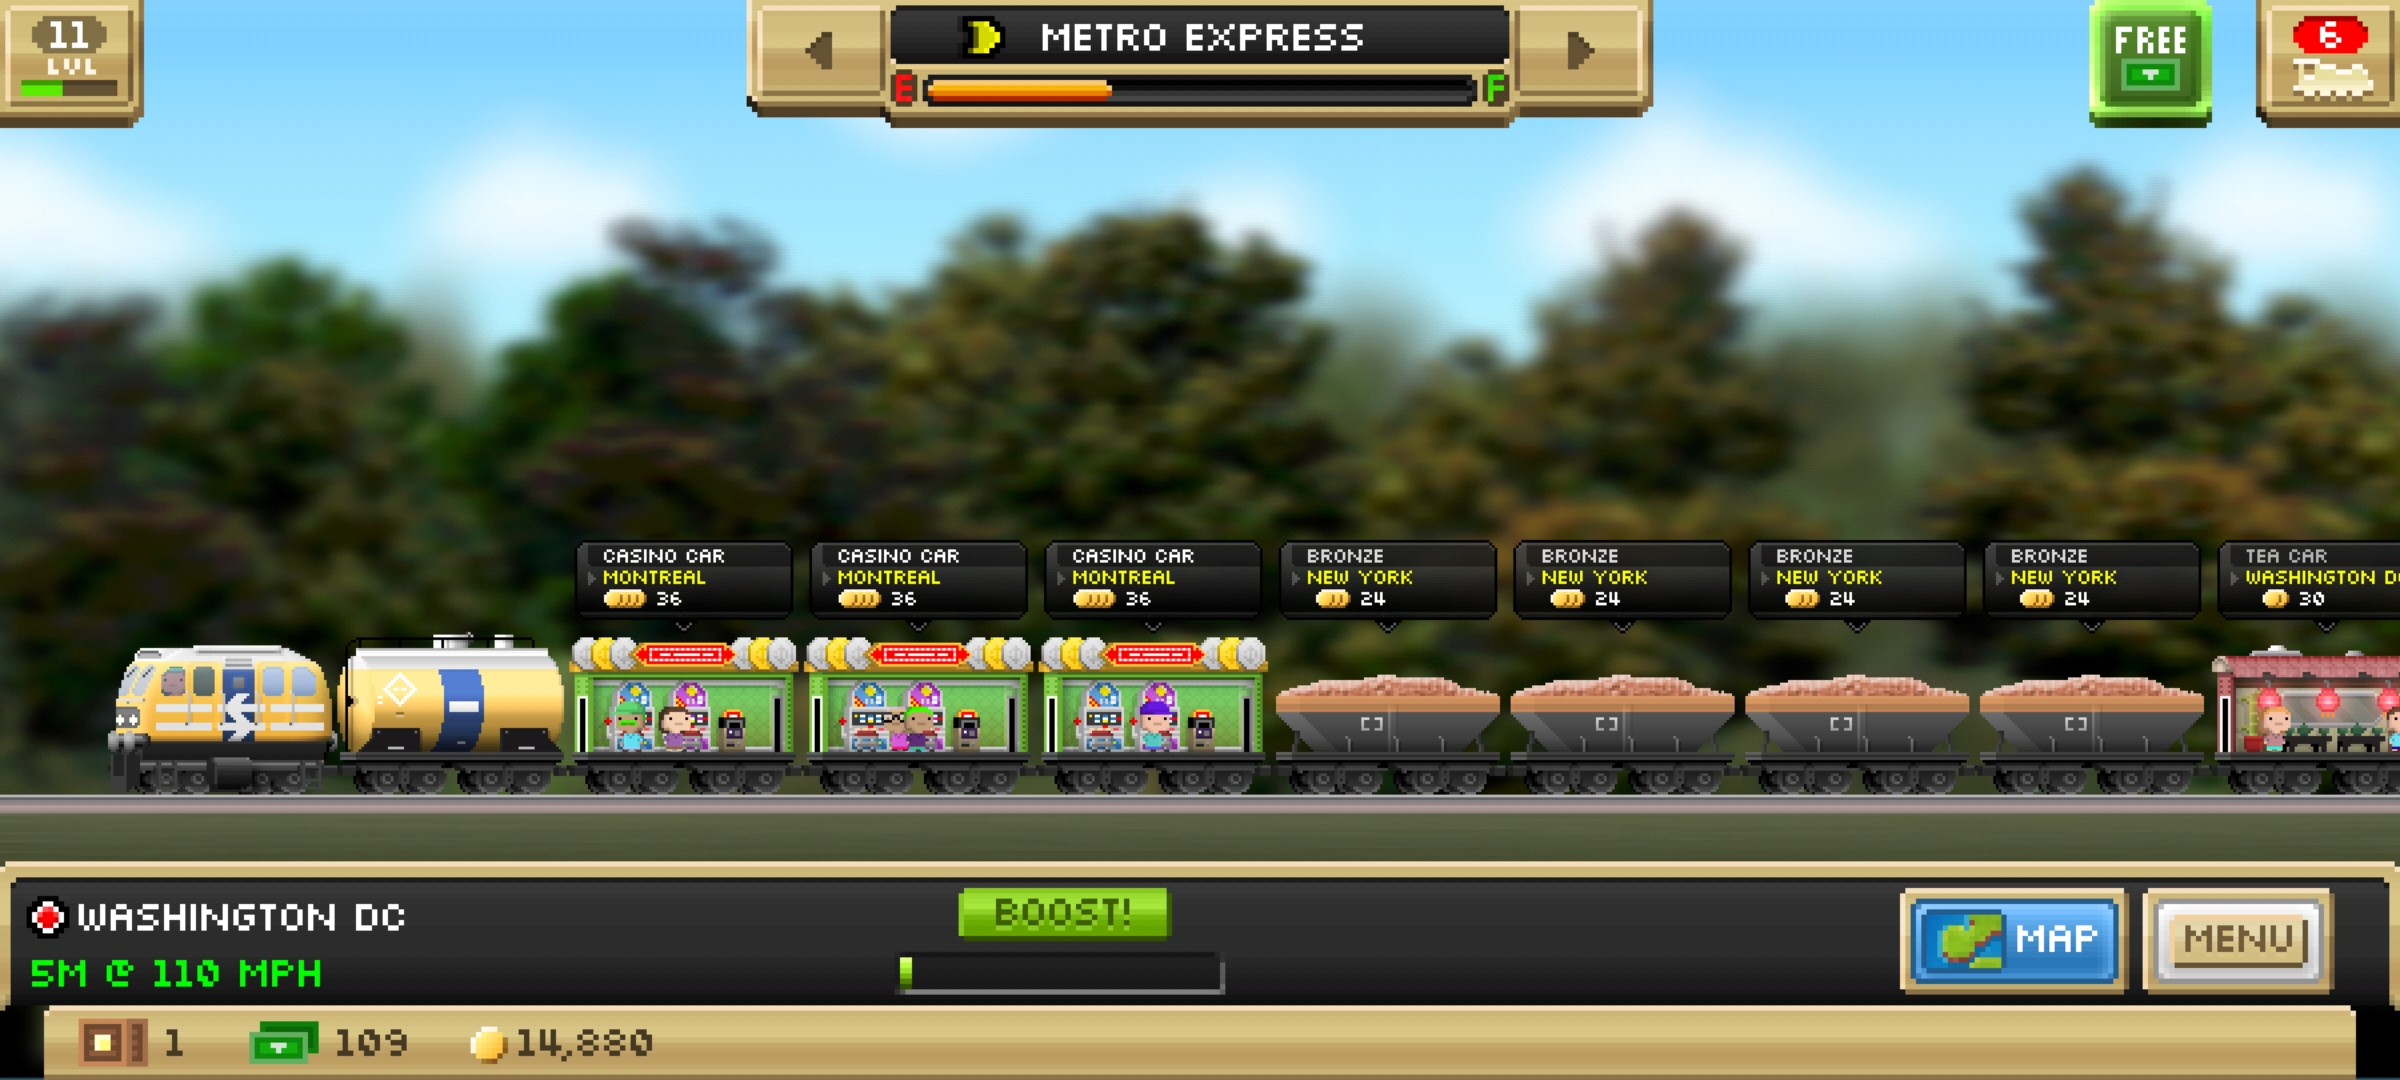 11
LVL
METRO EXPRESS
E F
FREE
6
CASINO CAR
MONTREAL
36
CASINO CAR
MONTREAL
36
CASINO CAR
MONTREAL
36
BRONZE
NEW YORK
24
BRONZE
NEW YORK
24
BRONZE
NEW YORK
24
BRONZE
NEW YORK
24
TEA CAR
WASHINGTON DC
30
WASHINGTON DC
5M @ 110 MPH
BOOST!
MAP
MENU
1
109
14,880